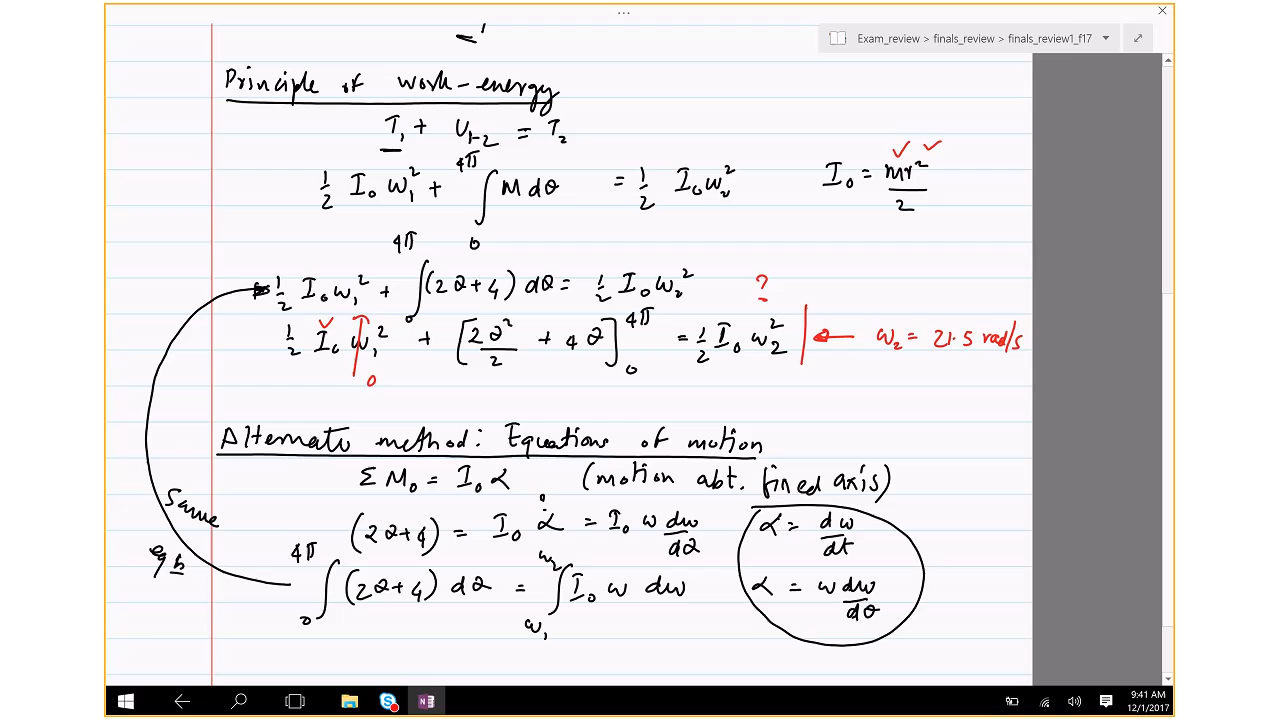 Exam_review > finals_review > finals_review1_f17
Principle of work-energy
T₁ + U₁₋₂ = T₂
½ I₀ ω₁² + ∫₀^{4π} M dθ = ½ I₀ ω₂²    I₀ = mr²/2
½ I₀ ω₁² + ∫₀^{4π} (2θ+4) dθ = ½ I₀ ω₂²    ?
½ I₀ ω₁² + [2θ²/2 + 4θ]₀^{4π} = ½ I₀ ω₂²    ω₂ = 21.5 rad/s
0
Alternate method: Equations of motion
Σ M₀ = I₀ α    (motion abt. fixed axis)
(2θ+4) = I₀ α = I₀ ω dω/dθ    α = dω/dt
Same eqn
∫₀^{4π} (2θ+4) dθ = ∫_{ω₁}^{ω₂} I₀ ω dω    α = ω dω/dθ
9:41 AM
12/1/2017